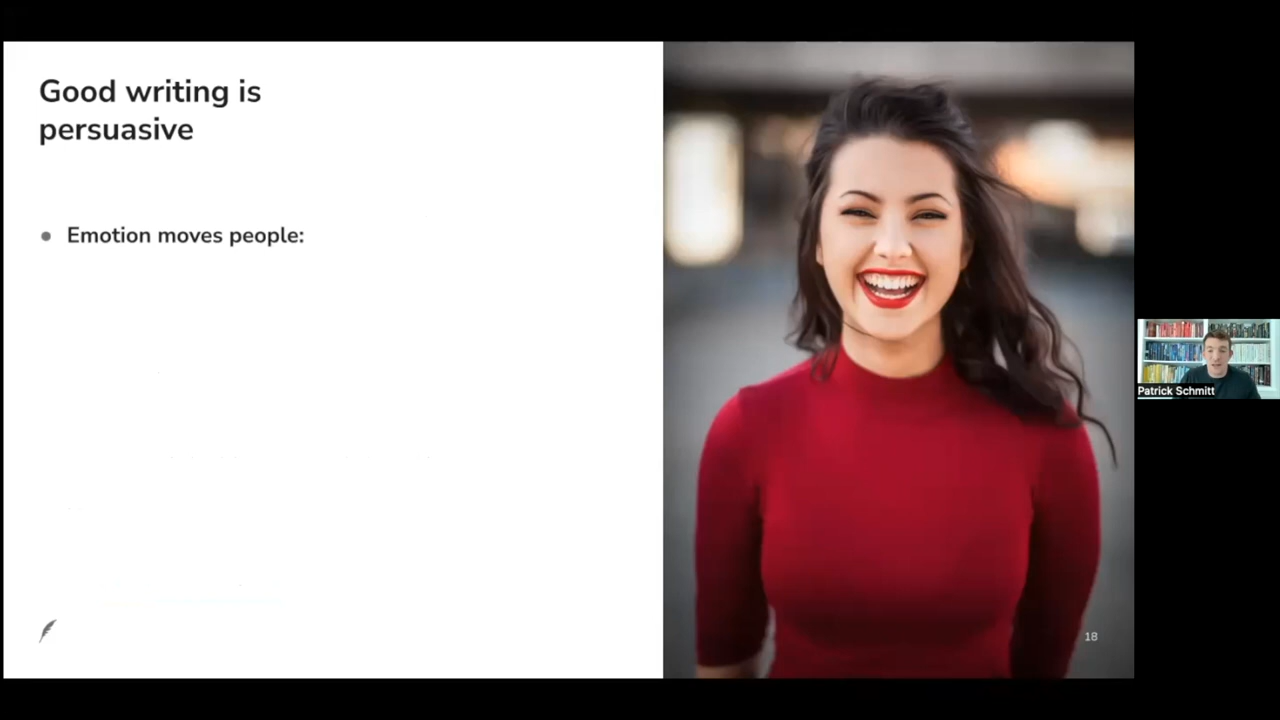 Good writing is
persuasive
• Emotion moves people:
18
Patrick Schmitt